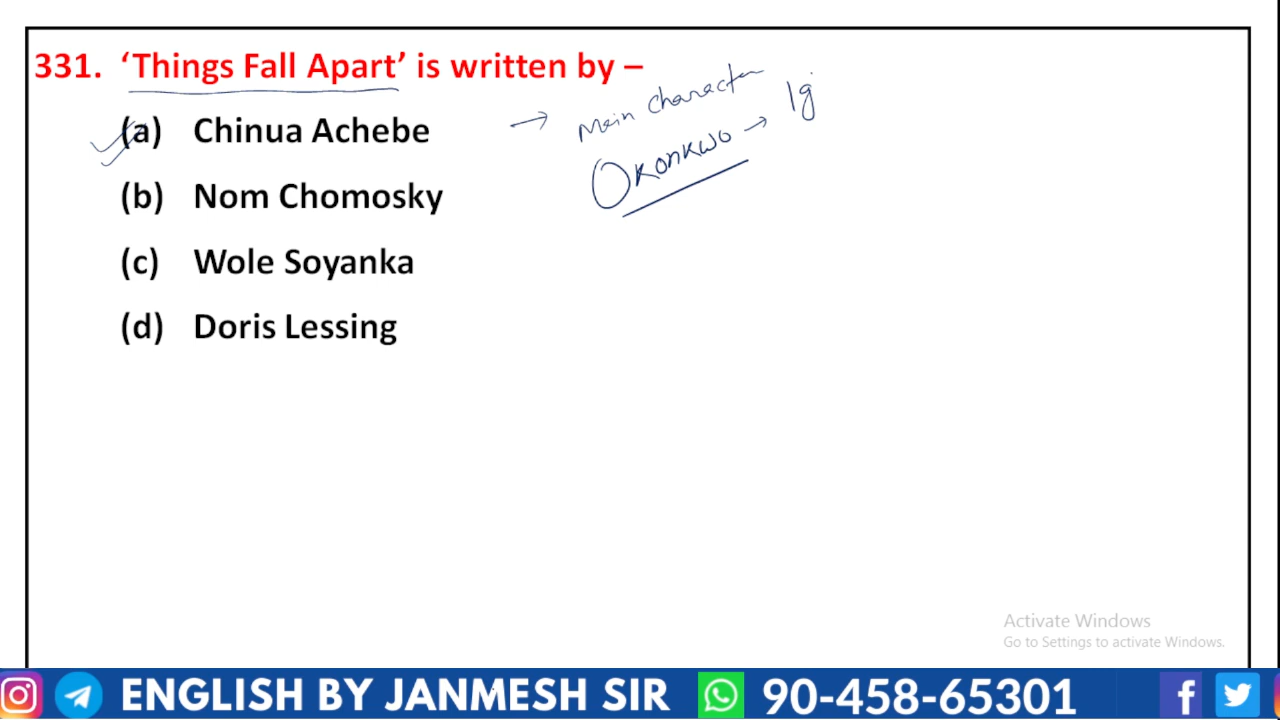 331. ‘Things Fall Apart’ is written by –
(a) Chinua Achebe
→ Main character
Okonkwo → Ig
(b) Nom Chomosky
(c) Wole Soyanka
(d) Doris Lessing
Activate Windows
Go to Settings to activate Windows.
ENGLISH BY JANMESH SIR 90-458-65301